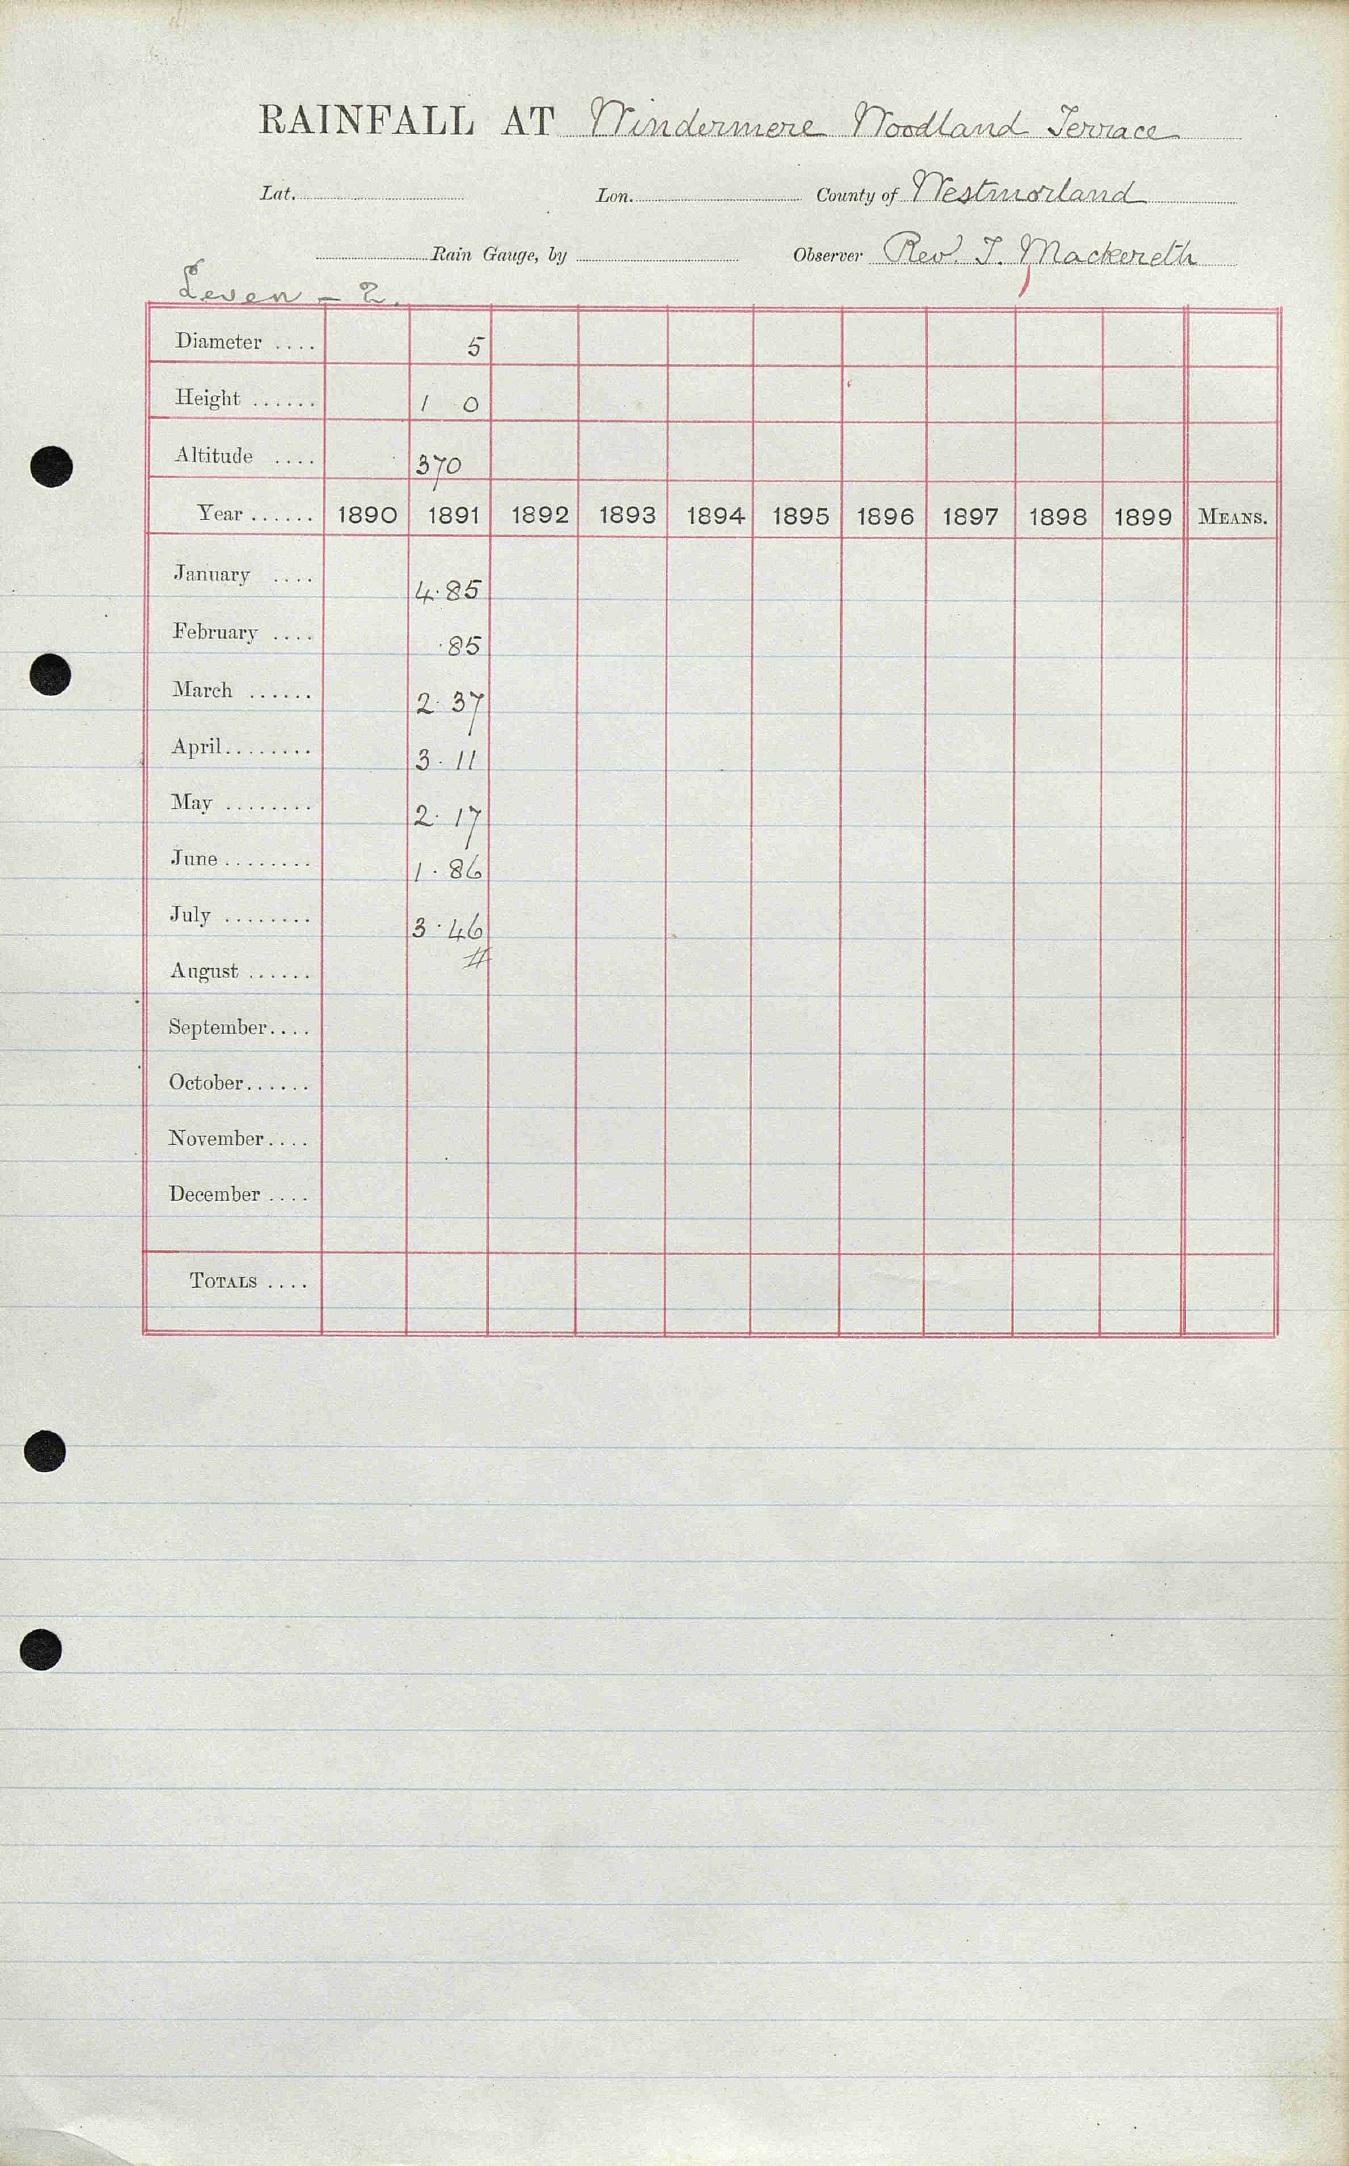 RAINFALL AT Windermere Woodland Terrace
Lat. Lon. County of Westmorland
Rain Gauge, by Observer Rev. T. Mackereth
Leven - 2.
Diameter .... 5
Height ...... 1 0
Altitude .... 370
Year ...... 1890 1891 1892 1893 1894 1895 1896 1897 1898 1899 MEANS.
January .... 4.85
February .... .85
March ...... 2.37
April........ 3.11
May ........ 2.17
June ........ 1.86
July ........ 3.46
#
August ......
September....
October......
November....
December ....
TOTALS ....